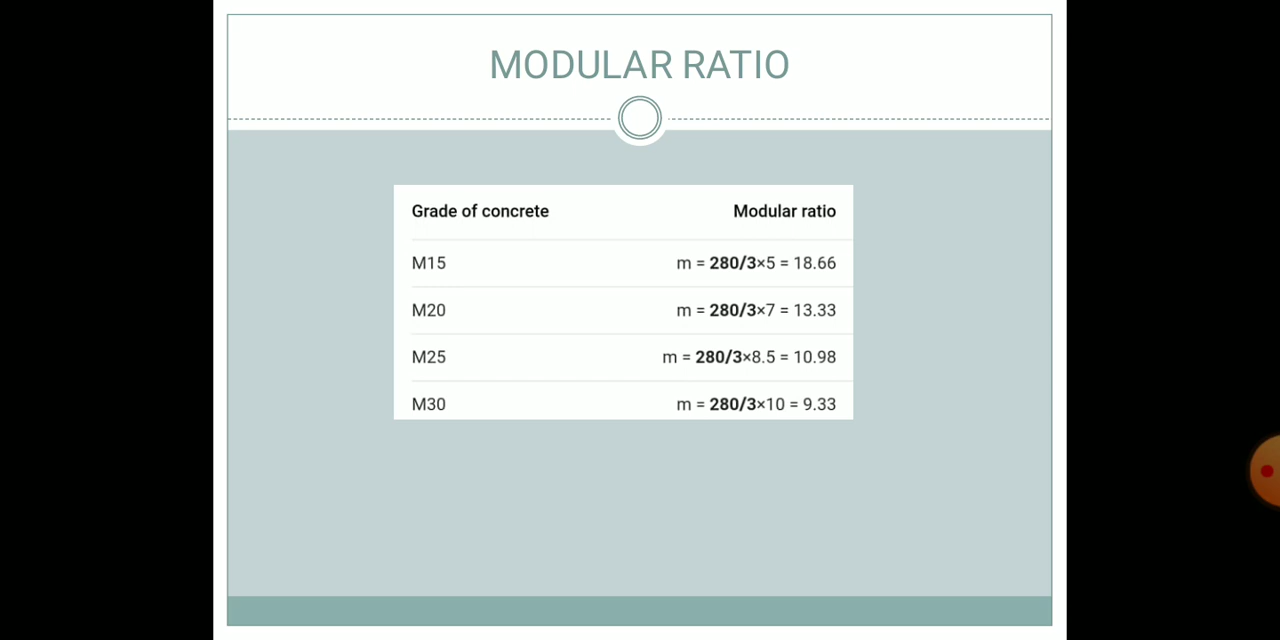 MODULAR RATIO
Grade of concrete Modular ratio
M15 m = 280/3×5 = 18.66
M20 m = 280/3×7 = 13.33
M25 m = 280/3×8.5 = 10.98
M30 m = 280/3×10 = 9.33